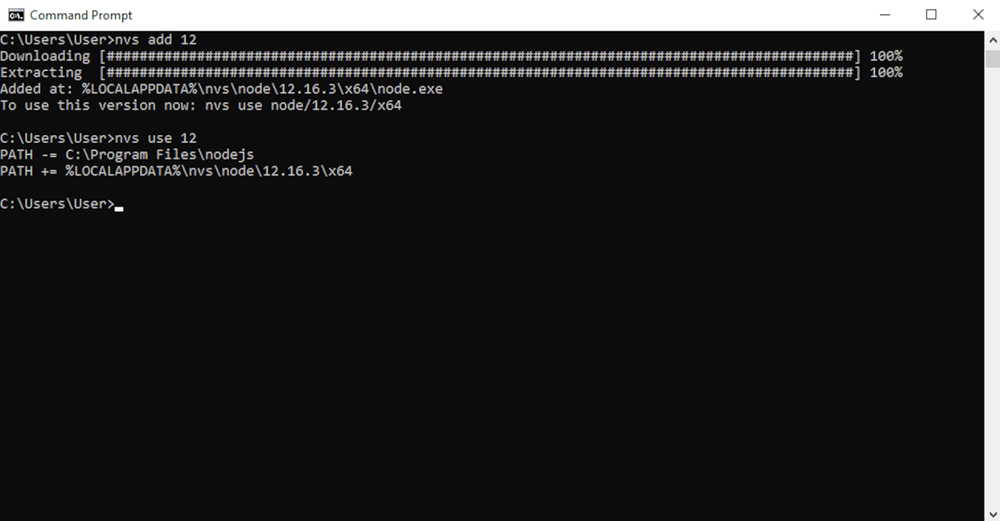 Command Prompt
C:\Users\User>nvs add 12
Downloading [###########################################################################################] 100%
Extracting  [###########################################################################################] 100%
Added at: %LOCALAPPDATA%\nvs\node\12.16.3\x64\node.exe
To use this version now: nvs use node/12.16.3/x64
C:\Users\User>nvs use 12
PATH -= C:\Program Files\nodejs
PATH += %LOCALAPPDATA%\nvs\node\12.16.3\x64
C:\Users\User>